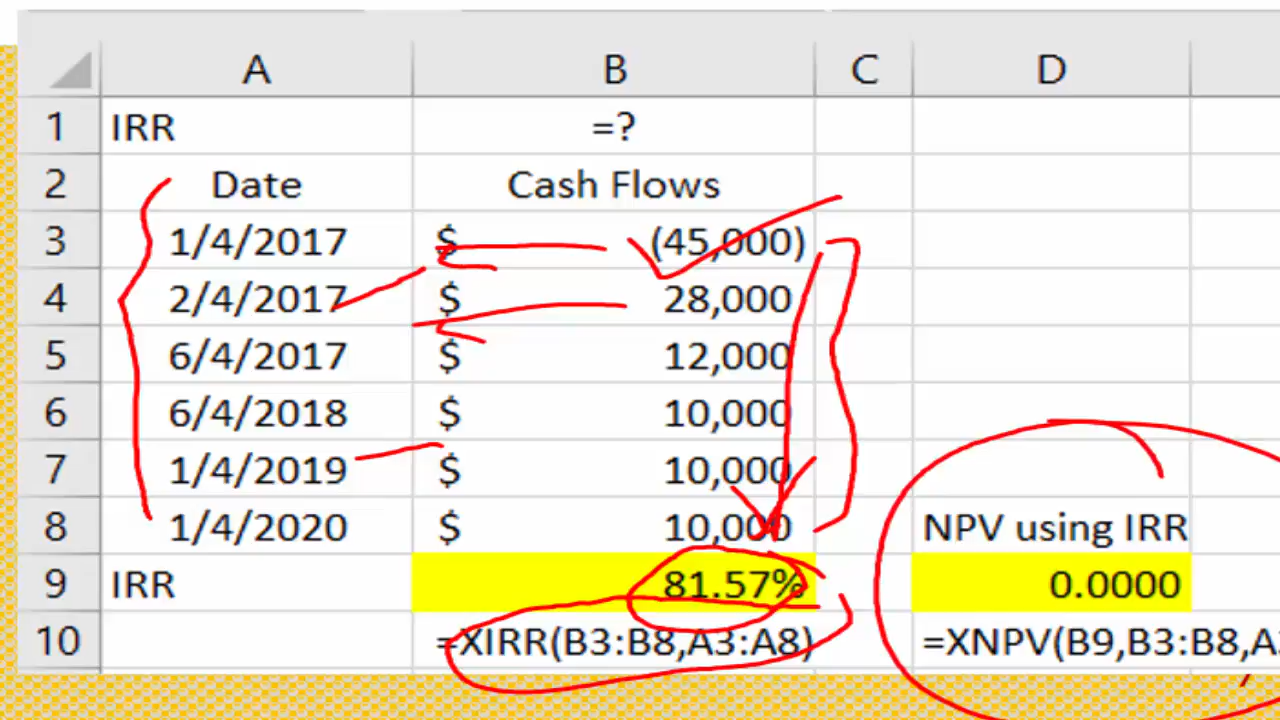 A B C D
1 IRR =?
2 Date Cash Flows
3 1/4/2017 $ (45,000)
4 2/4/2017 $ 28,000
5 6/4/2017 $ 12,000
6 6/4/2018 $ 10,000
7 1/4/2019 $ 10,000
8 1/4/2020 $ 10,000 NPV using IRR
9 IRR 81.57% 0.0000
10 =XIRR(B3:B8,A3:A8) =XNPV(B9,B3:B8,